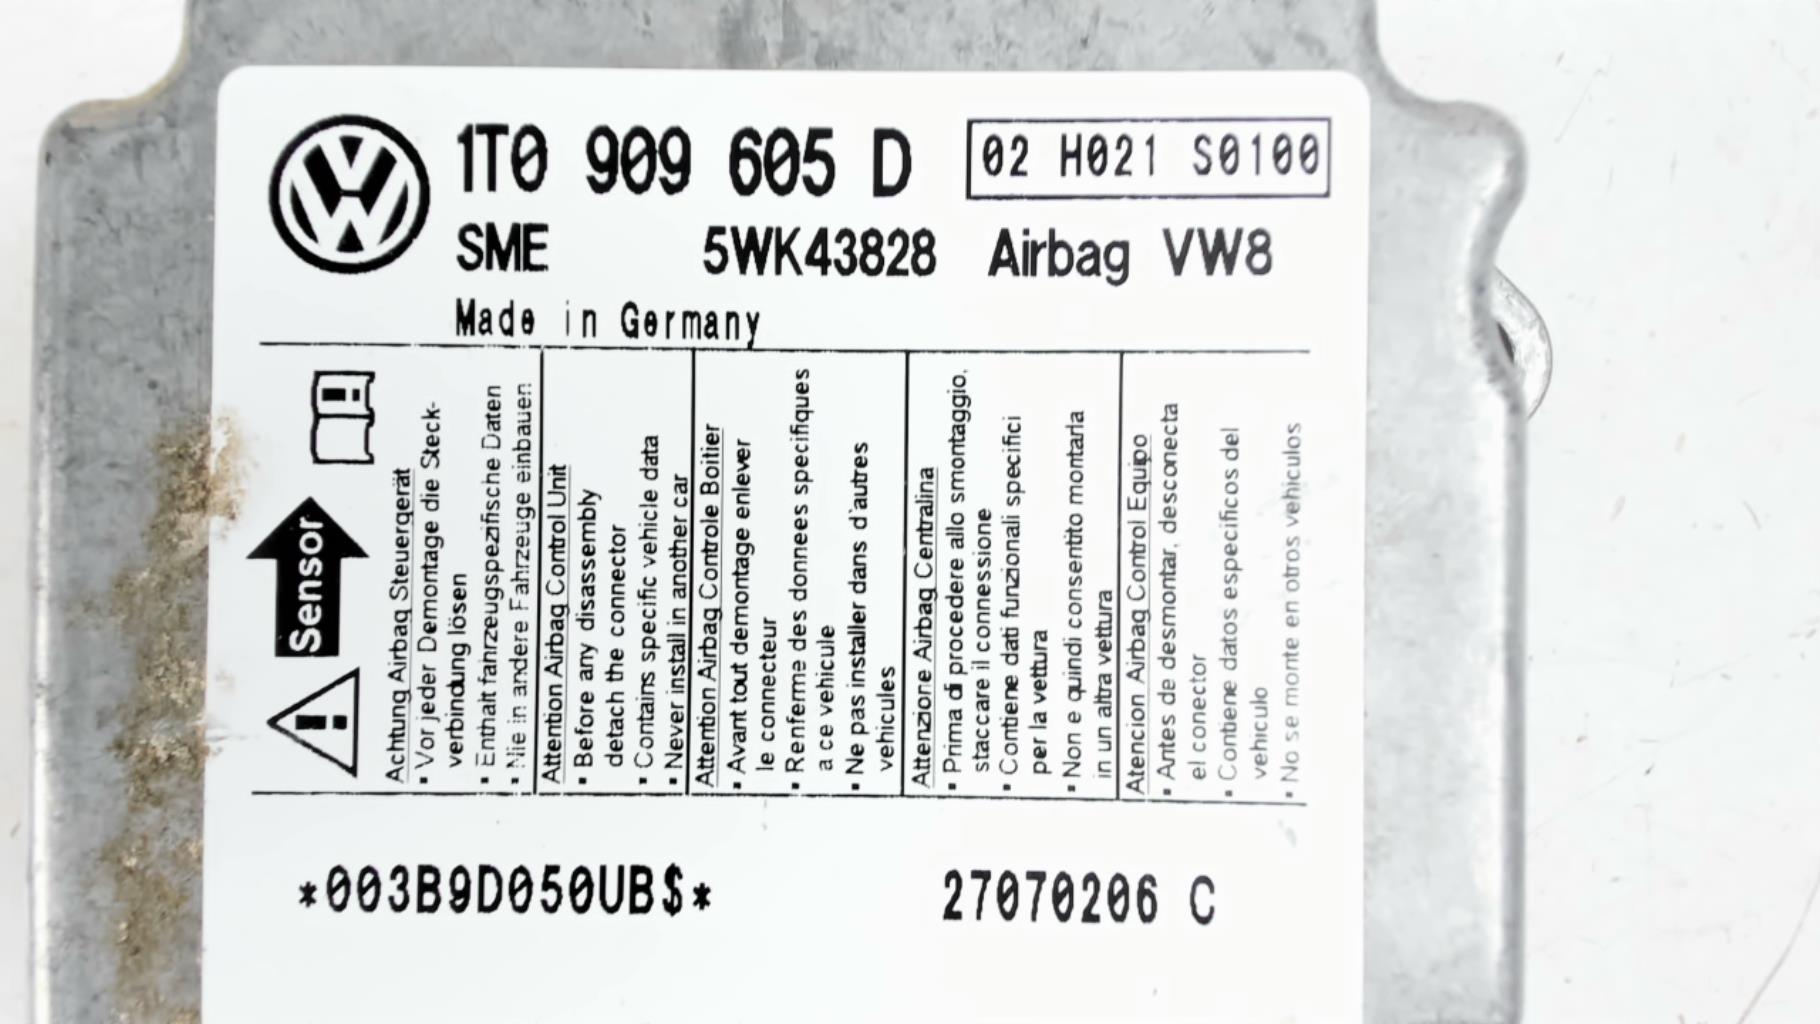 1T0 909 605 D
02 H021 S0100
SME 5WK43828 Airbag VW8
Made in Germany
Sensor
Achtung Airbag Steuergerät
▪ Vor jeder Demontage die Steck-
verbindung lösen
▪ Enthält fahrzeugspezifische Daten
▪ Nie in andere Fahrzeuge einbauen
Attention Airbag Control Unit
▪ Before any disassembly
detach the connector
▪ Contains specific vehicle data
▪ Never install in another car
Attention Airbag Controle Boitier
▪ Avant tout demontage enlever
le connecteur
▪ Renferme des donnees specifiques
a ce vehicule
▪ Ne pas installer dans d'autres
vehicules
Attenzione Airbag Centralina
▪ Prima di procedere allo smontaggio,
staccare il connessione
▪ Contiene dati funzionali specifici
per la vettura
▪ Non e quindi consentito montarla
in un altra vettura
Atencion Airbag Control Equipo
▪ Antes de desmontar, desconecta
el conector
▪ Contiene datos especificos del
vehiculo
▪ No se monte en otros vehiculos
*003B9D050UB$*
27070206 C